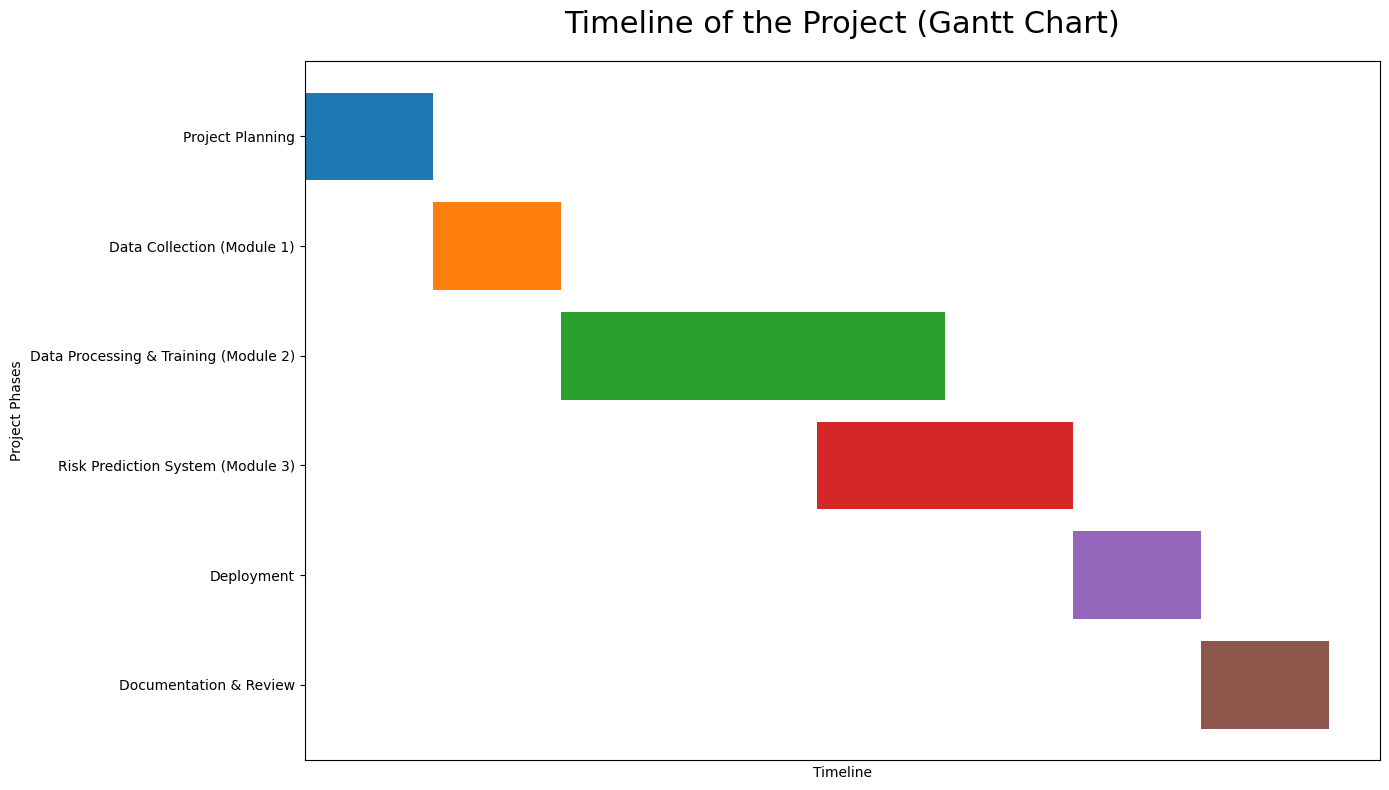 Timeline of the Project (Gantt Chart)
Project Phases
Project Planning
Data Collection (Module 1)
Data Processing & Training (Module 2)
Risk Prediction System (Module 3)
Deployment
Documentation & Review
Timeline